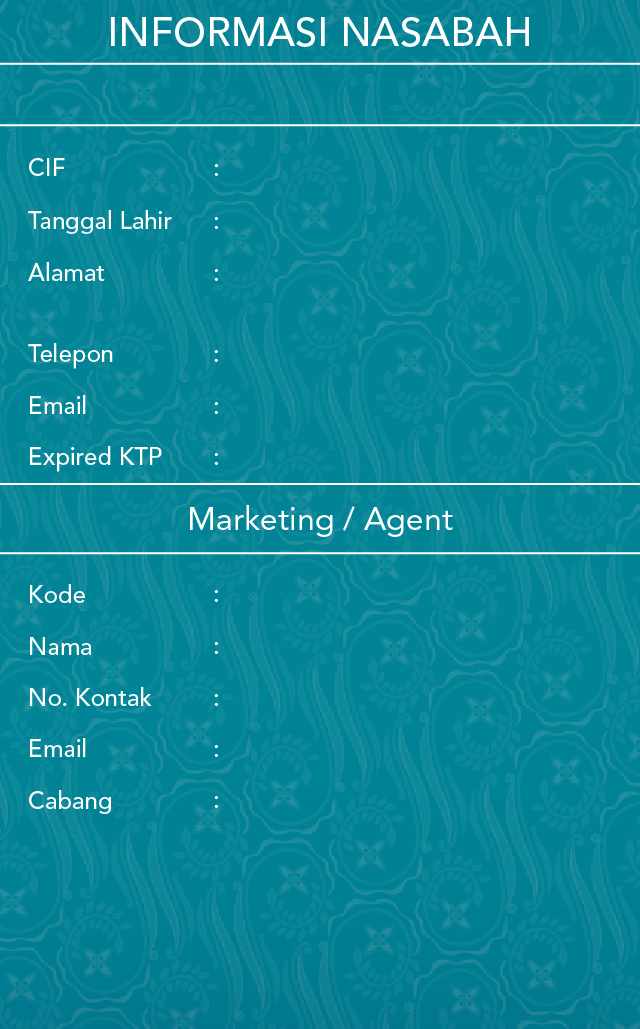 INFORMASI NASABAH
CIF :
Tanggal Lahir :
Alamat :
Telepon :
Email :
Expired KTP :
Marketing / Agent
Kode :
Nama :
No. Kontak :
Email :
Cabang :